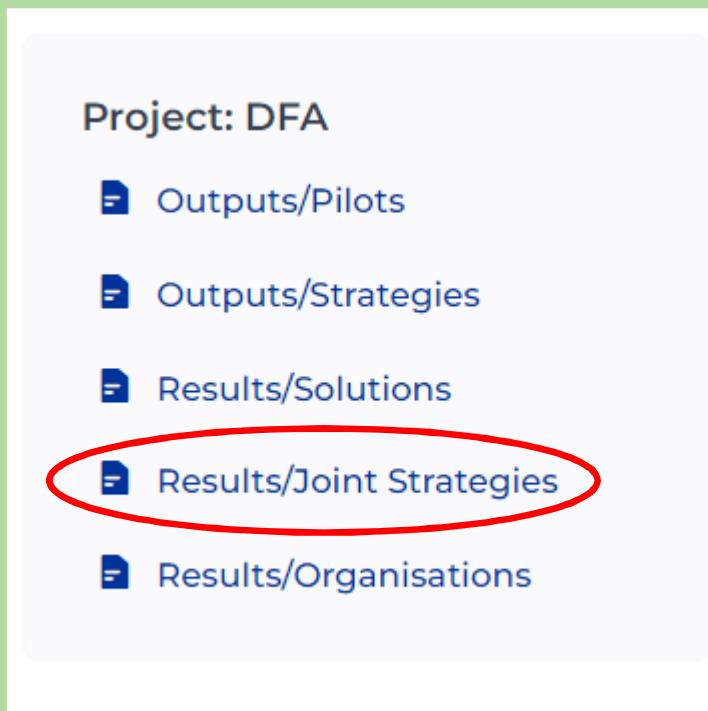 Project: DFA
Outputs/Pilots
Outputs/Strategies
Results/Solutions
Results/Joint Strategies
Results/Organisations